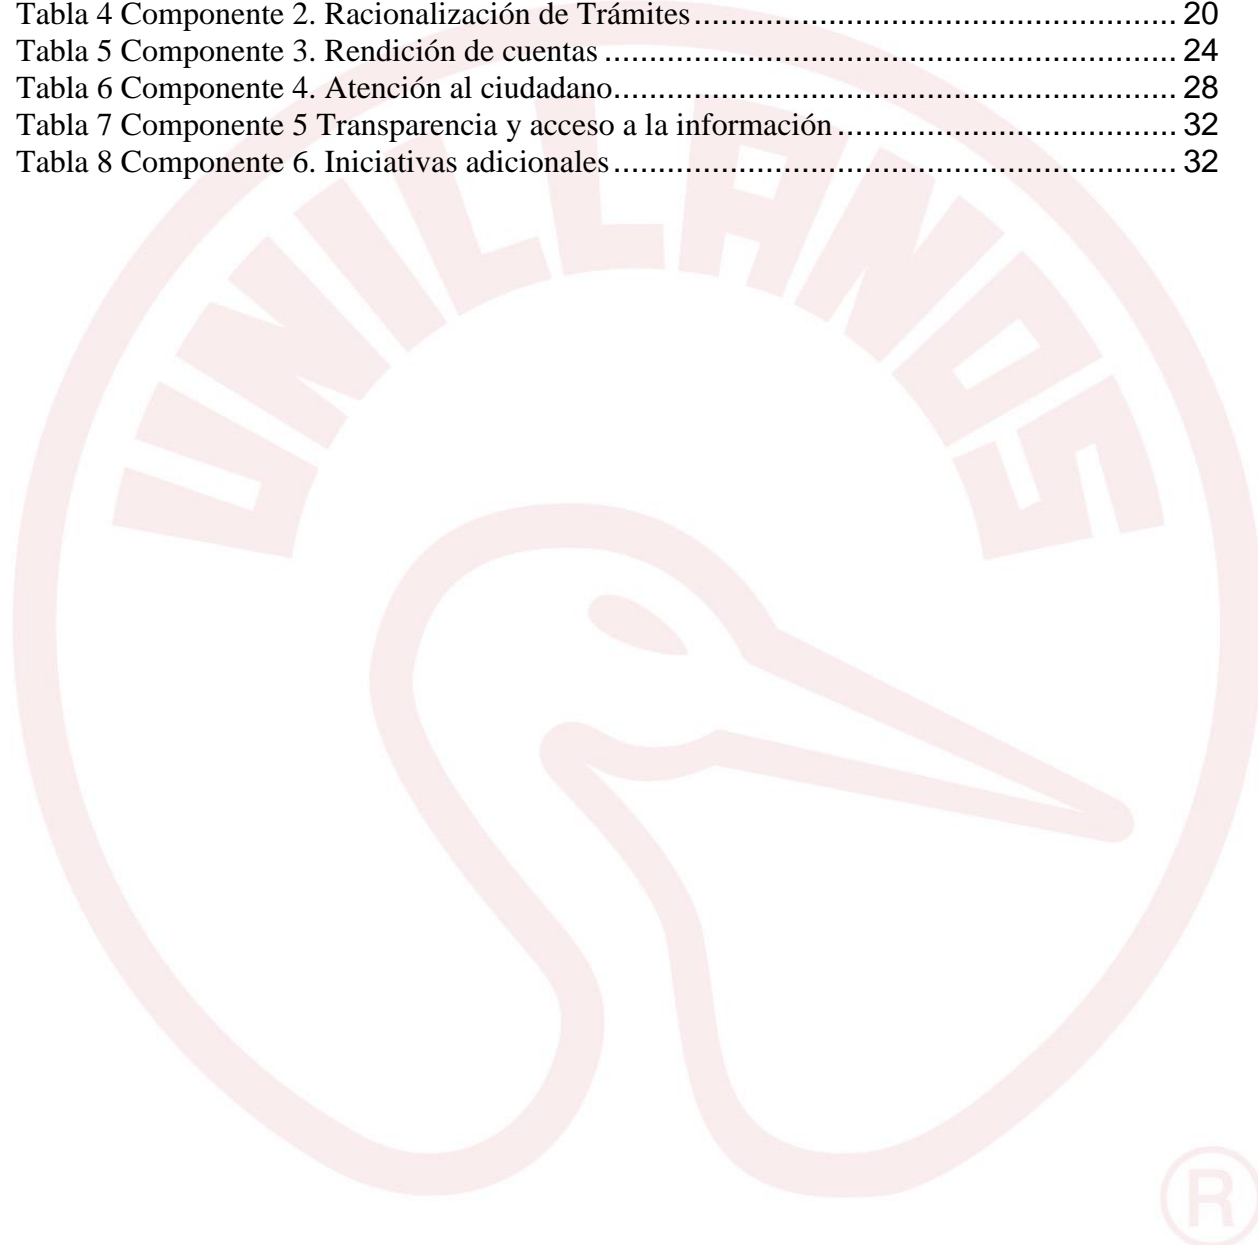 Tabla 4 Componente 2. Racionalización de Trámites........................................................ 20
Tabla 5 Componente 3. Rendición de cuentas ................................................................... 24
Tabla 6 Componente 4. Atención al ciudadano.................................................................. 28
Tabla 7 Componente 5 Transparencia y acceso a la información ........................................ 32
Tabla 8 Componente 6. Iniciativas adicionales .................................................................. 32
UNILLANOS
®